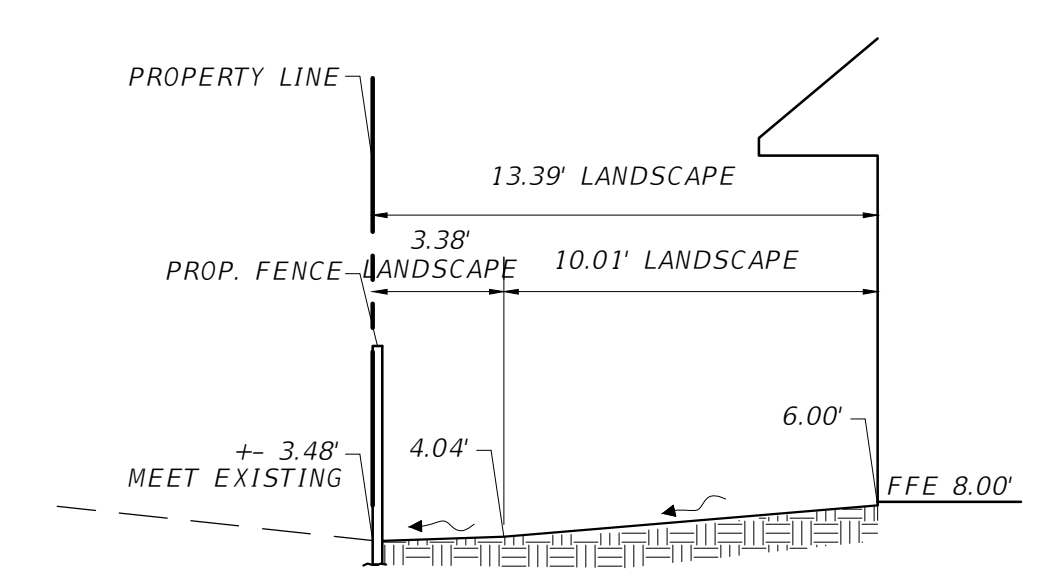 PROPERTY LINE
13.39' LANDSCAPE
3.38'
LANDSCAPE
10.01' LANDSCAPE
PROP. FENCE
6.00'
+- 3.48'
MEET EXISTING
4.04'
FFE 8.00'